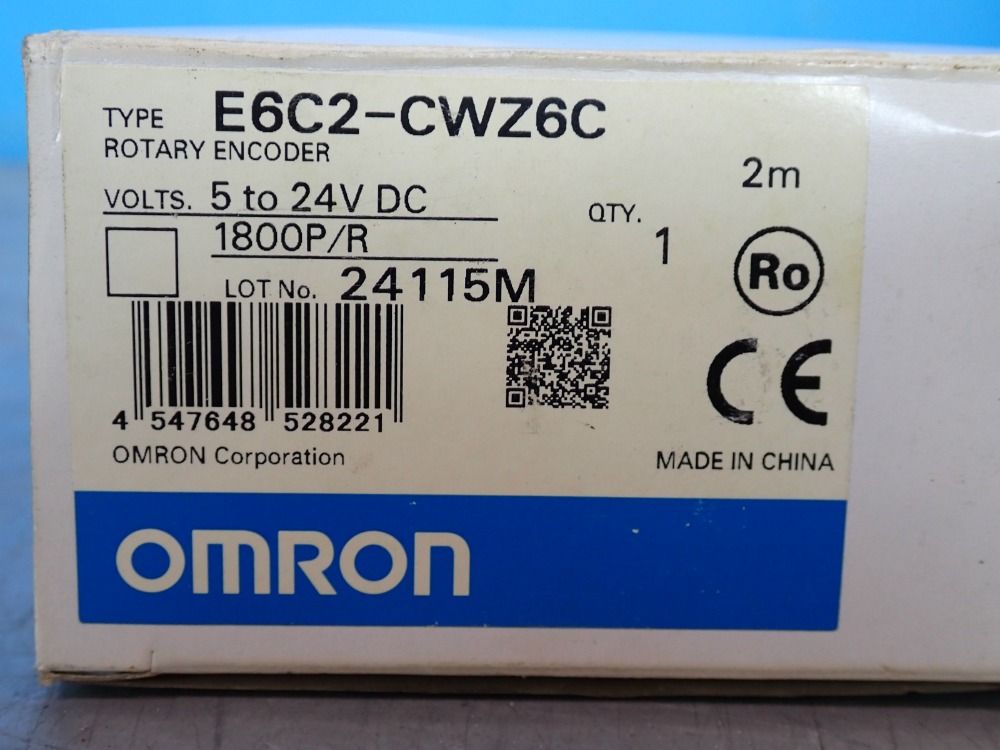 TYPE E6C2-CWZ6C
ROTARY ENCODER
2m
VOLTS. 5 to 24V DC
QTY. 1
1800P/R
Ro
LOT No. 24115M
CE
4 547648 528221
OMRON Corporation
MADE IN CHINA
OMRON